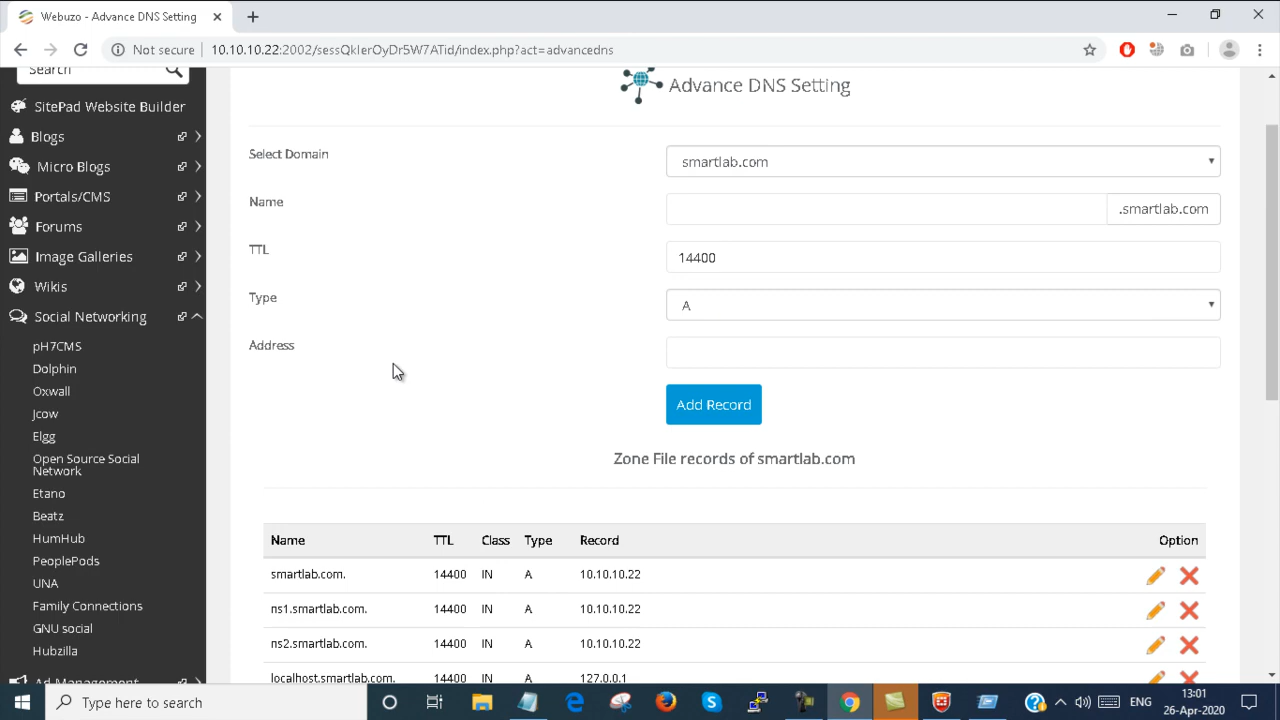 Webuzo - Advance DNS Setting
Not secure
10.10.10.22:2002/sessQkIerOyDr5W7ATid/index.php?act=advancedns
Search
SitePad Website Builder
Blogs
Micro Blogs
Portals/CMS
Forums
Image Galleries
Wikis
Social Networking
pH7CMS
Dolphin
Oxwall
Jcow
Elgg
Open Source Social
Network
Etano
Beatz
HumHub
PeoplePods
UNA
Family Connections
GNU social
Hubzilla
Ad Management
Advance DNS Setting
Select Domain
smartlab.com
Name
.smartlab.com
TTL
14400
Type
A
Address
Add Record
Zone File records of smartlab.com
Name TTL Class Type Record Option
smartlab.com. 14400 IN A 10.10.10.22
ns1.smartlab.com. 14400 IN A 10.10.10.22
ns2.smartlab.com. 14400 IN A 10.10.10.22
localhost.smartlab.com. 14400 IN A 127.0.0.1
Type here to search
ENG
13:01
26-Apr-2020